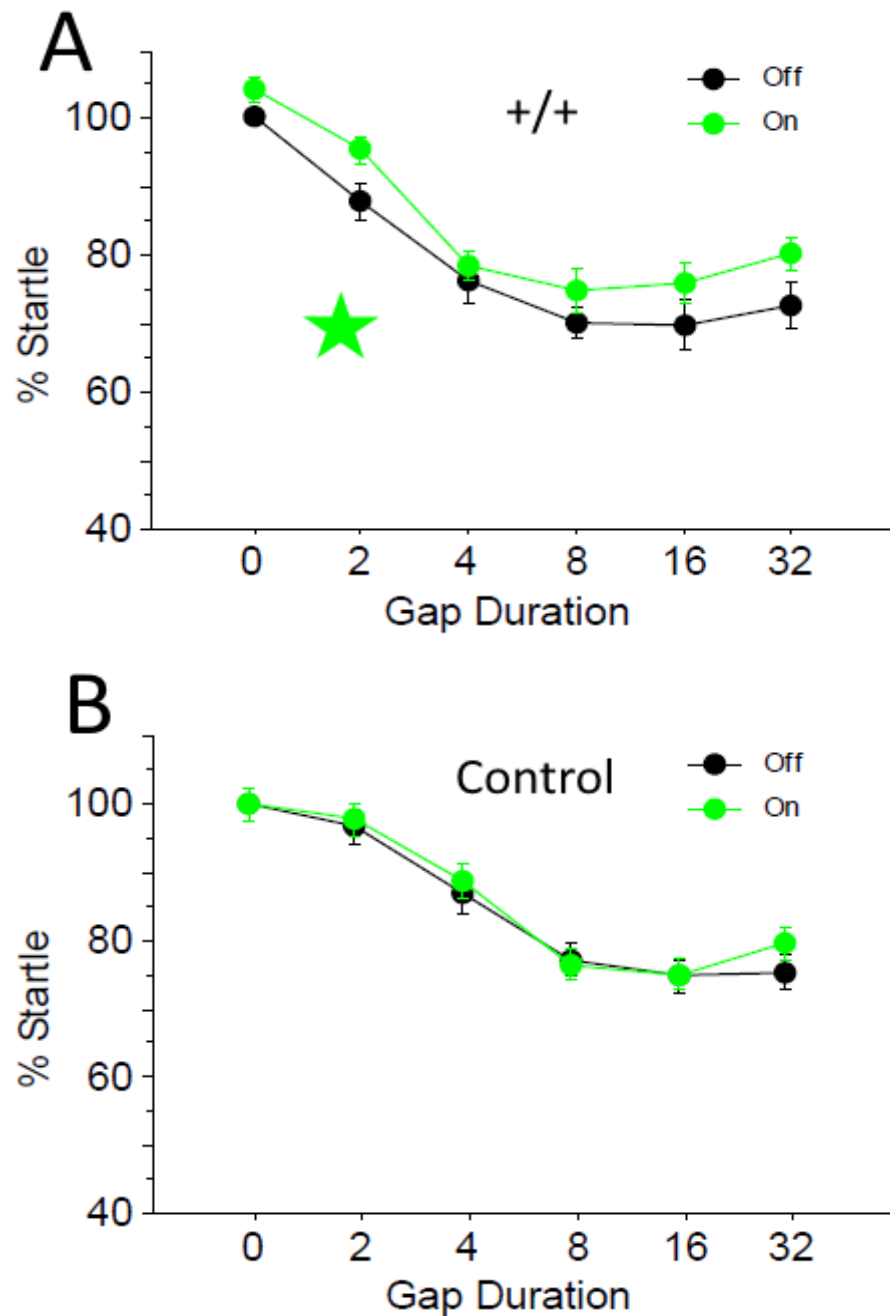 A
+/+
Off
On
% Startle
100
80
60
40
0 2 4 8 16 32
Gap Duration
B
Control
Off
On
% Startle
100
80
60
40
0 2 4 8 16 32
Gap Duration